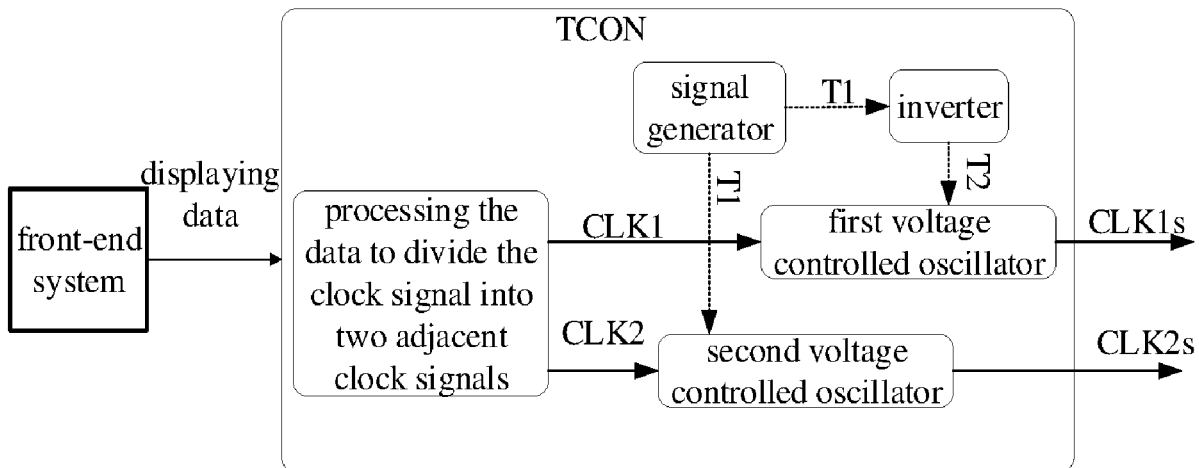 TCON
signal
generator
T1
inverter
T1
T2
displaying
data
front-end
system
processing the
data to divide the
clock signal into
two adjacent
clock signals
CLK1
first voltage
controlled oscillator
CLK1s
CLK2
second voltage
controlled oscillator
CLK2s